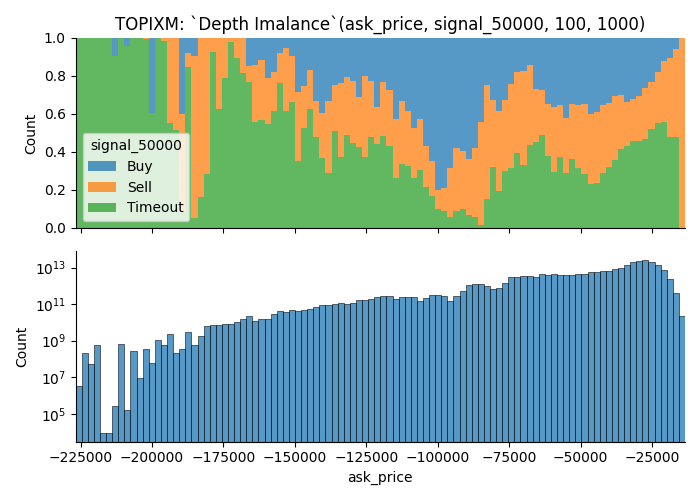 TOPIXM: `Depth Imalance`(ask_price, signal_50000, 100, 1000)
1.0
0.8
0.6
0.4
0.2
0.0
Count
signal_50000
Buy
Sell
Timeout
10^13
10^11
10^9
10^7
10^5
Count
−225000 −200000 −175000 −150000 −125000 −100000 −75000 −50000 −25000
ask_price